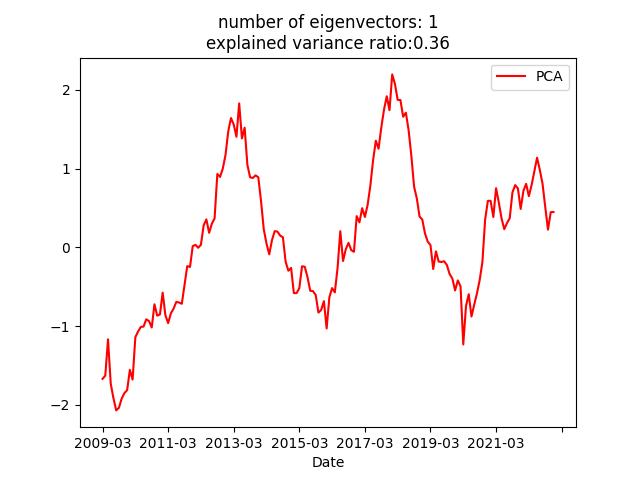 number of eigenvectors: 1
explained variance ratio:0.36
PCA
2
1
0
−1
−2
2009-03 2011-03 2013-03 2015-03 2017-03 2019-03 2021-03
Date